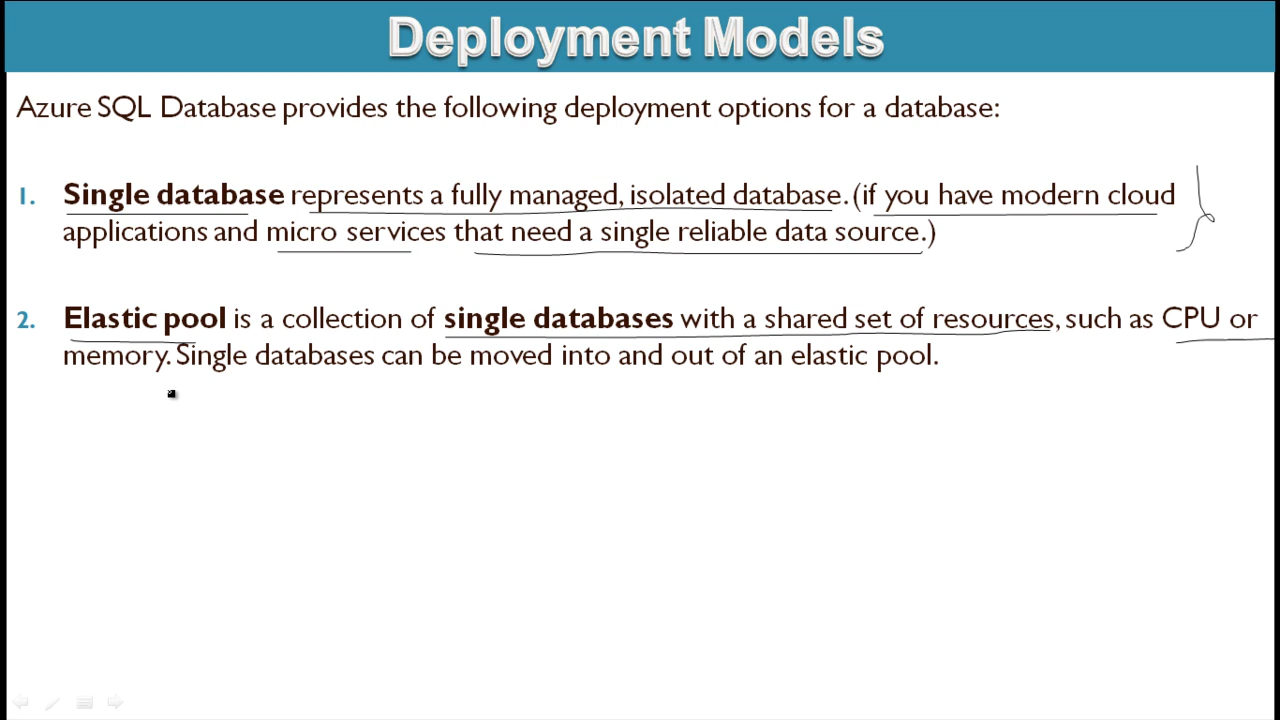 Deployment Models
Azure SQL Database provides the following deployment options for a database:
1. Single database represents a fully managed, isolated database. (if you have modern cloud
applications and micro services that need a single reliable data source.)
2. Elastic pool is a collection of single databases with a shared set of resources, such as CPU or
memory. Single databases can be moved into and out of an elastic pool.